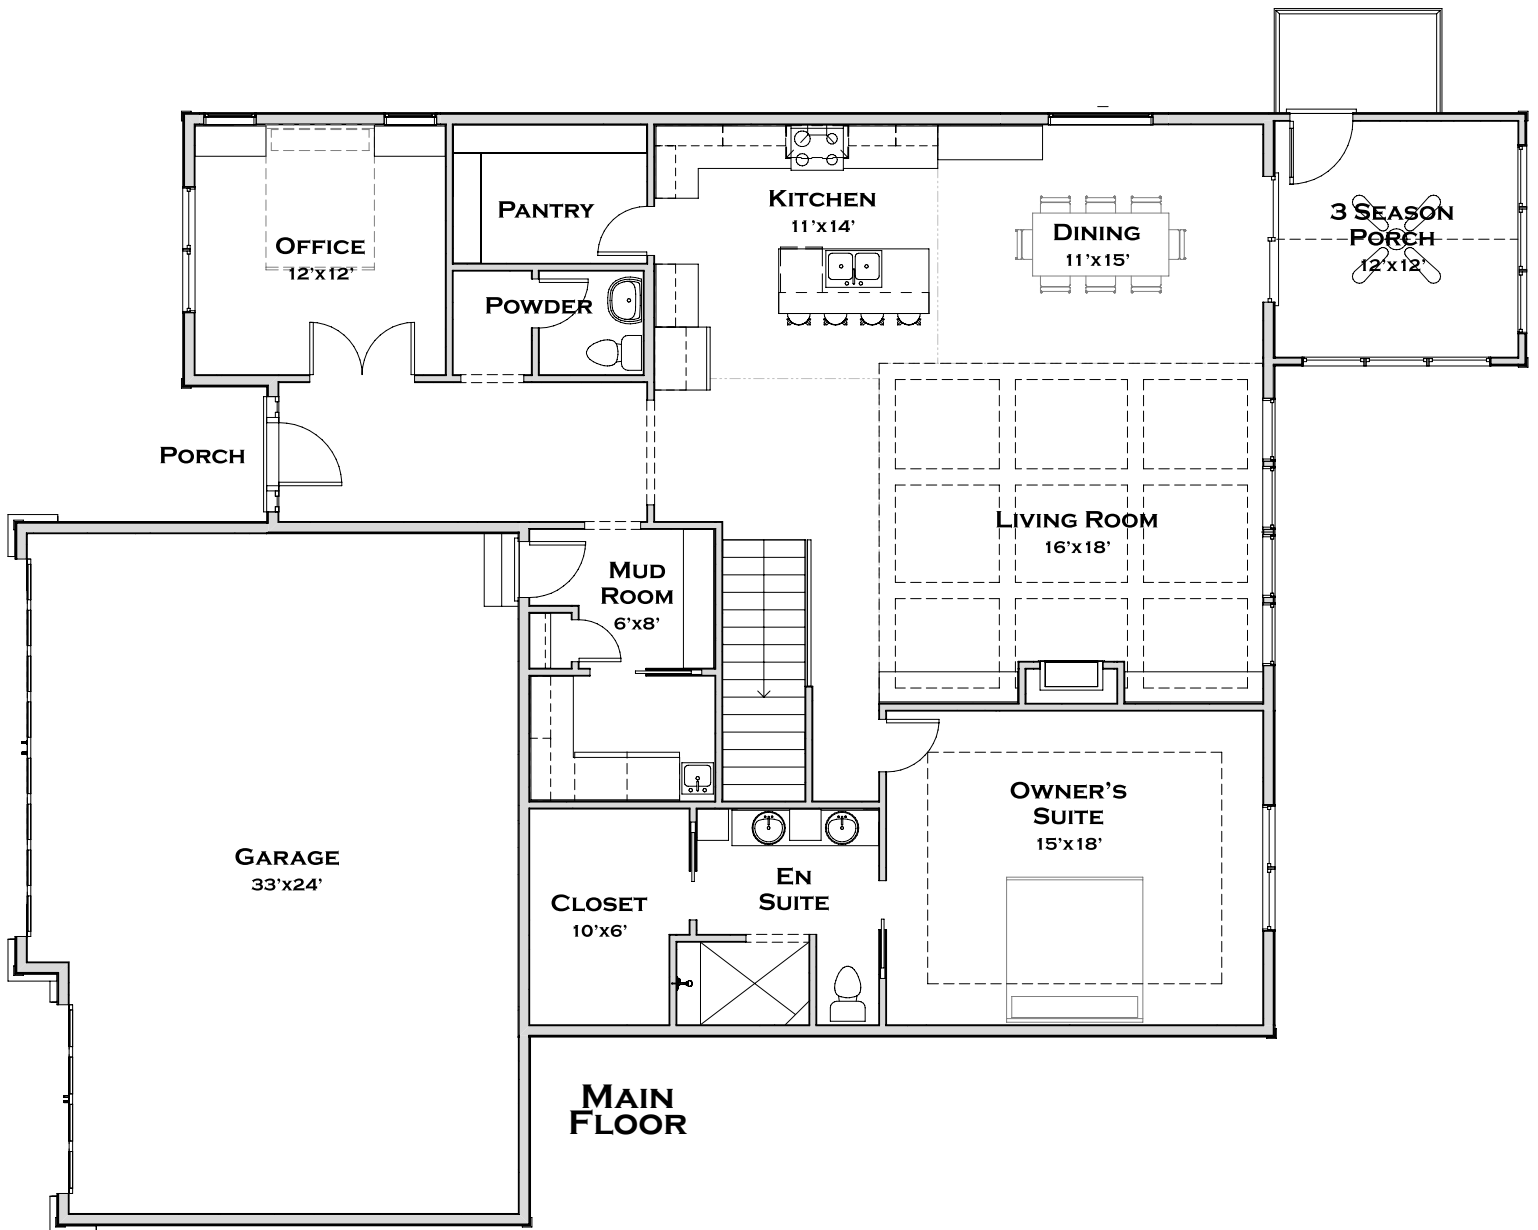 PANTRY
KITCHEN
11'x14'
OFFICE
12'x12'
DINING
11'x15'
3 SEASON
PORCH
12'x12'
POWDER
PORCH
LIVING ROOM
16'x18'
MUD
ROOM
6'x8'
OWNER'S
SUITE
15'x18'
GARAGE
33'x24'
CLOSET
10'x6'
EN
SUITE
MAIN
FLOOR